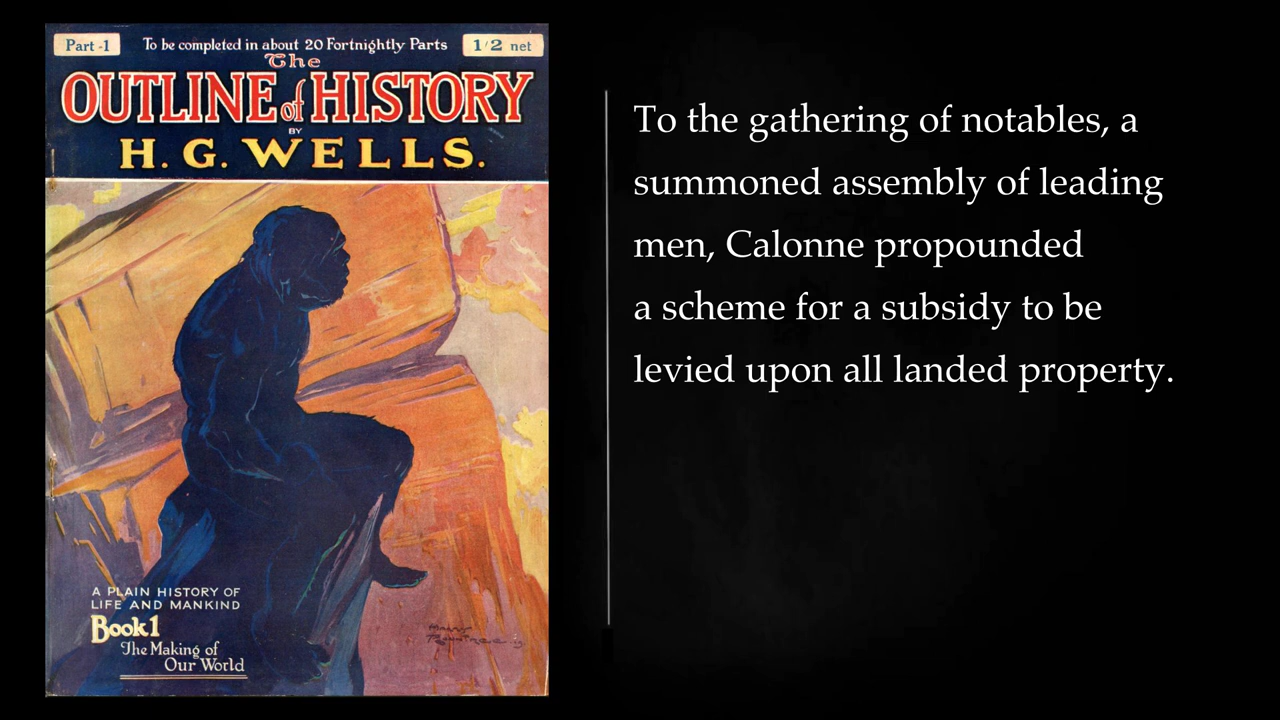 Part -1
To be completed in about 20 Fortnightly Parts
1/2 net
The
OUTLINE of HISTORY
BY
H. G. WELLS.
A PLAIN HISTORY OF
LIFE AND MANKIND
Book 1
The Making of
Our World
To the gathering of notables, a
summoned assembly of leading
men, Calonne propounded
a scheme for a subsidy to be
levied upon all landed property.